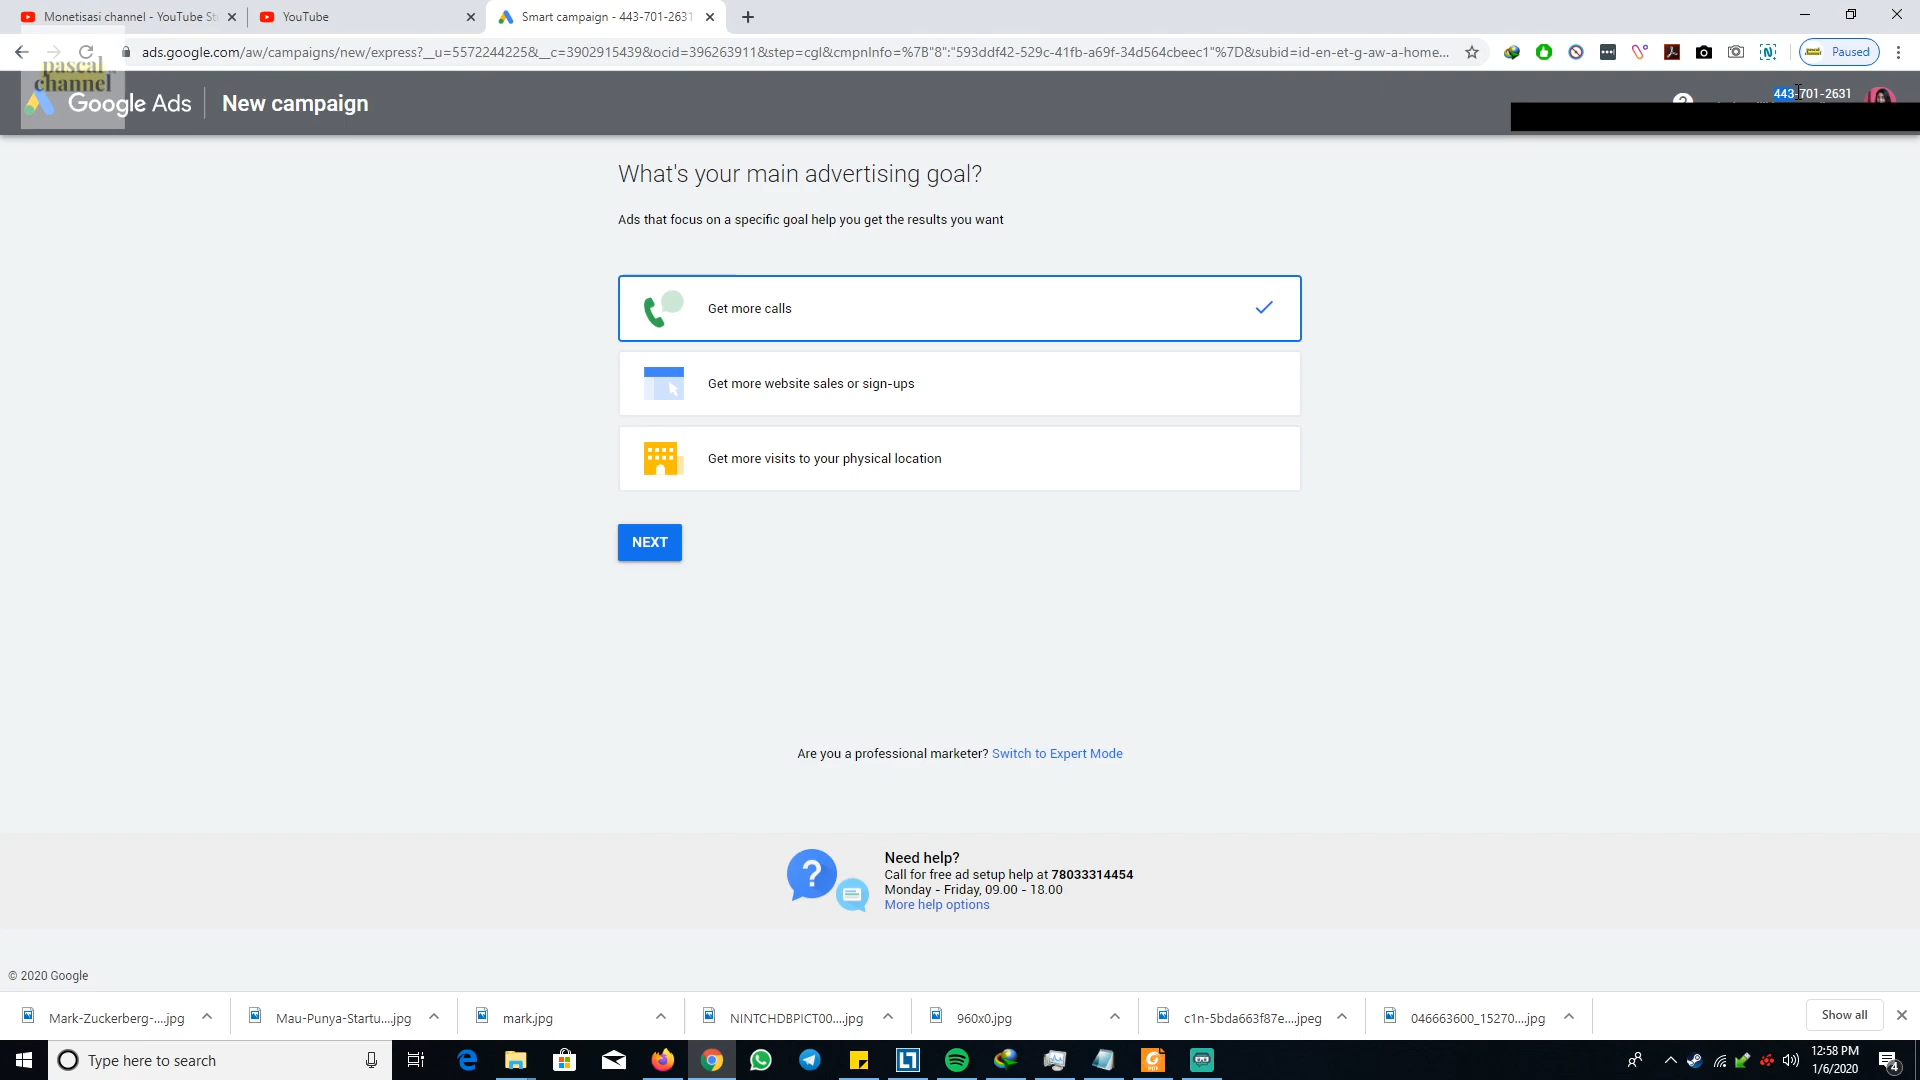 Monetisasi channel - YouTube St
YouTube
Smart campaign - 443-701-2631
ads.google.com/aw/campaigns/new/express?__u=5572244225&__c=3902915439&ocid=396263911&step=cgl&cmpnInfo=%7B"8":"593ddf42-529c-41fb-a69f-34d564cbeec1"%7D&subid=id-en-et-g-aw-a-home...
Paused
pascal
channel
Google Ads
New campaign
443-701-2631
What's your main advertising goal?
Ads that focus on a specific goal help you get the results you want
Get more calls
Get more website sales or sign-ups
Get more visits to your physical location
NEXT
Are you a professional marketer? Switch to Expert Mode
Need help?
Call for free ad setup help at 78033314454
Monday - Friday, 09.00 - 18.00
More help options
© 2020 Google
Mark-Zuckerberg-....jpg
Mau-Punya-Startu....jpg
mark.jpg
NINTCHDBPICT00....jpg
960x0.jpg
c1n-5bda663f87e....jpeg
046663600_15270....jpg
Show all
Type here to search
12:58 PM
1/6/2020
4